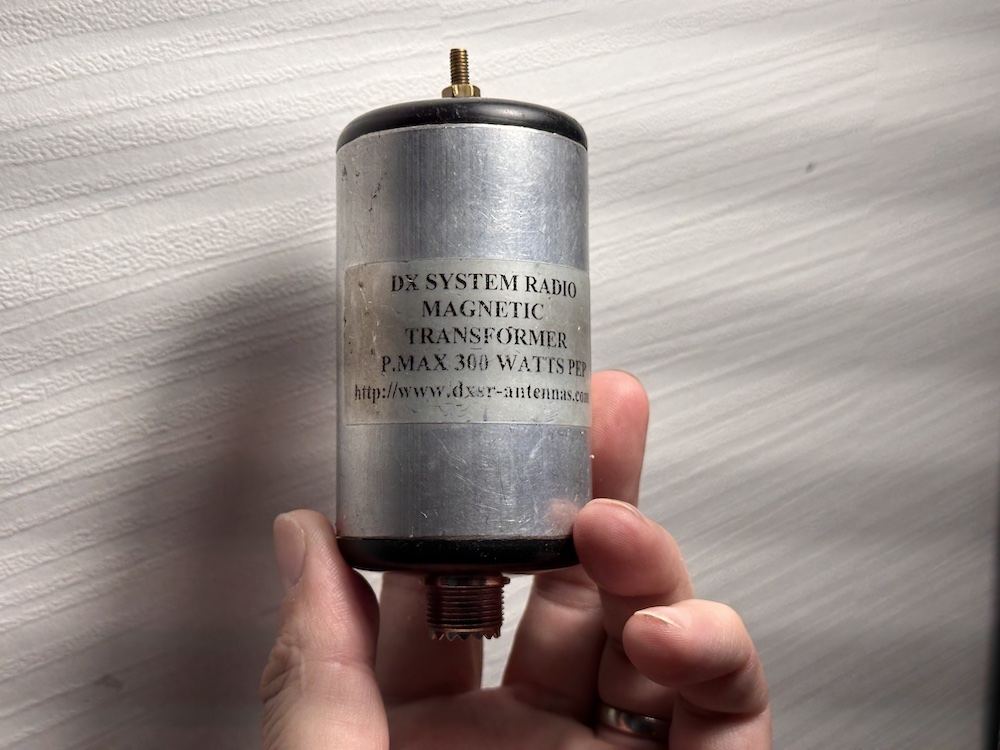 DX SYSTEM RADIO
MAGNETIC
TRANSFORMER
P.MAX 300 WATTS PEP
http://www.dxsr-antennas.com